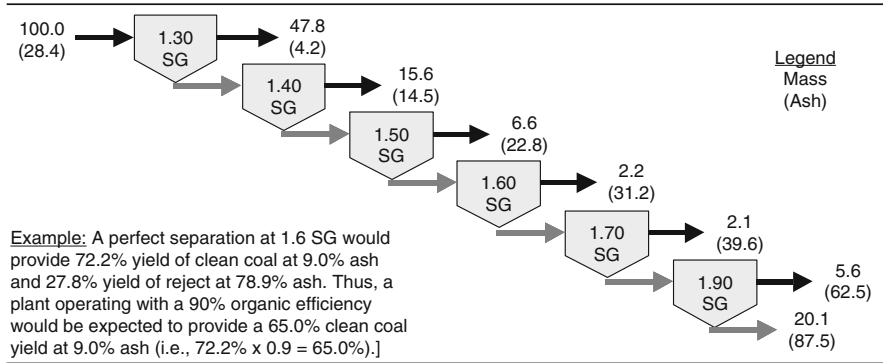 100.0
(28.4)
1.30
SG
47.8
(4.2)
1.40
SG
15.6
(14.5)
1.50
SG
6.6
(22.8)
1.60
SG
2.2
(31.2)
1.70
SG
2.1
(39.6)
1.90
SG
5.6
(62.5)
20.1
(87.5)
Legend
Mass
(Ash)
Example: A perfect separation at 1.6 SG would
provide 72.2% yield of clean coal at 9.0% ash
and 27.8% yield of reject at 78.9% ash. Thus, a
plant operating with a 90% organic efficiency
would be expected to provide a 65.0% clean coal
yield at 9.0% ash (i.e., 72.2% x 0.9 = 65.0%).]